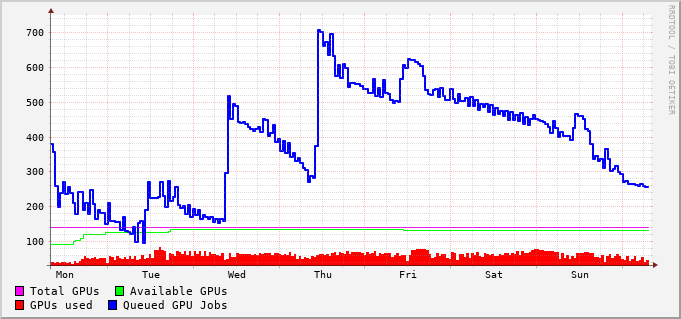 RRDTOOL / TOBI OETIKER
700
600
500
400
300
200
100
Mon Tue Wed Thu Fri Sat Sun
Total GPUs Available GPUs
GPUs used Queued GPU Jobs